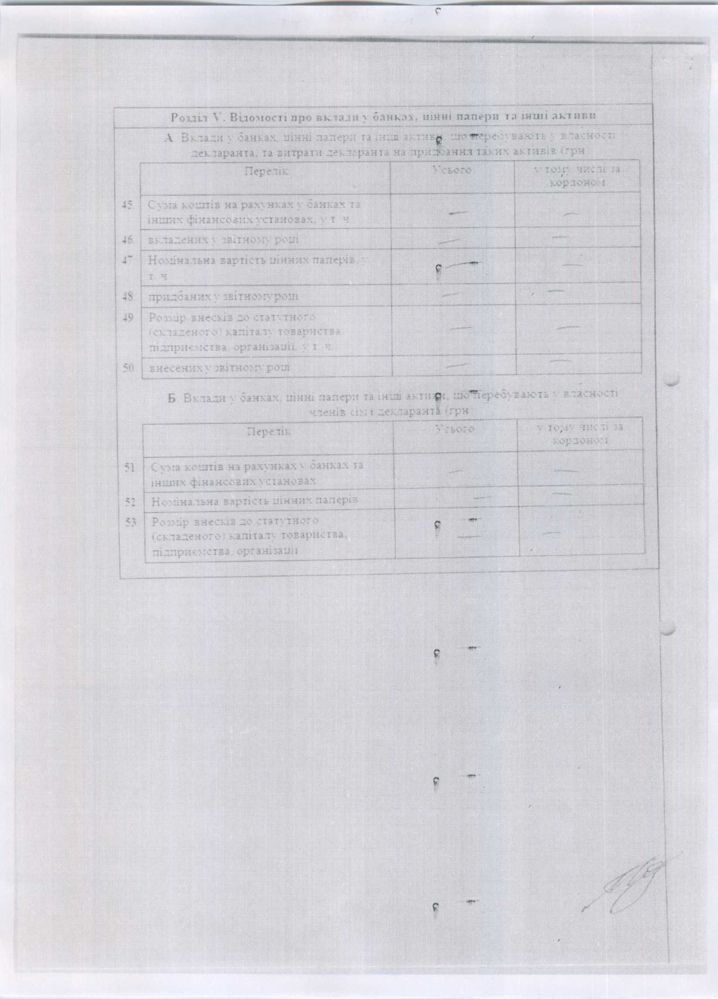 Розділ V. Відомості про вклади у банках, цінні папери та інші активи
А. Вклади у банках, цінні папери та інші активи, що перебувають у власності
декларанта, та витрати декларанта на придбання таких активів (грн)
Перелік
Усього
у тому числі за
кордоном
45. Сума коштів на рахунках у банках та
інших фінансових установах, у т. ч.
— —
46. вкладених у звітному році
— —
47. Номінальна вартість цінних паперів, у
т. ч.
— —
48. придбаних у звітному році
— —
49. Розмір внесків до статутного
(складеного) капіталу товариства,
підприємства, організації, у т. ч.
— —
50. внесених у звітному році
— —
Б. Вклади у банках, цінні папери та інші активи, що перебувають у власності
членів сім'ї декларанта (грн)
Перелік
Усього
у тому числі за
кордоном
51. Сума коштів на рахунках у банках та
інших фінансових установах
— —
52. Номінальна вартість цінних паперів
— —
53. Розмір внесків до статутного
(складеного) капіталу товариства,
підприємства, організації
— —